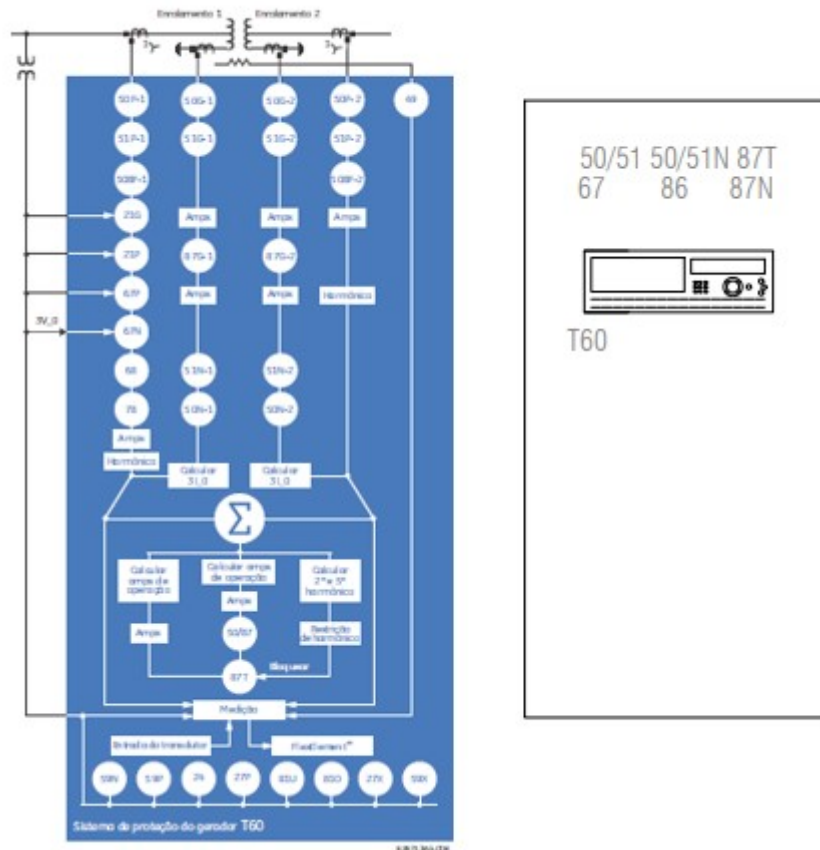 Enrolamento 1 Enrolamento 2
50P-1 50G-1 50G-2 50P-2
51P-1 51G-1 51G-2 51P-2
50BF-1 50BF-2
21G Amps Amps Amps
21P 87G-1 87G-2
67P Amps Amps Harmônico
3V_0 67N
68 51N-1 51N-2
78 50N-1 50N-2
Amps
Harmônico
Calcular
3I_0
Calcular
3I_0
Σ
Calcular
amps de
operação
Calcular amps
de operação
Calcular
2º e 5º
harmônico
Amps
Amps
50/87
Restrição
de harmônico
87T
Bloquear
Medição
Entrada do transdutor
FlexElement™
59N 59P 24 27P 81U 81O 27X 59X
Sistema de proteção do gerador T60
50/51 50/51N 87T
67 86 87N
T60